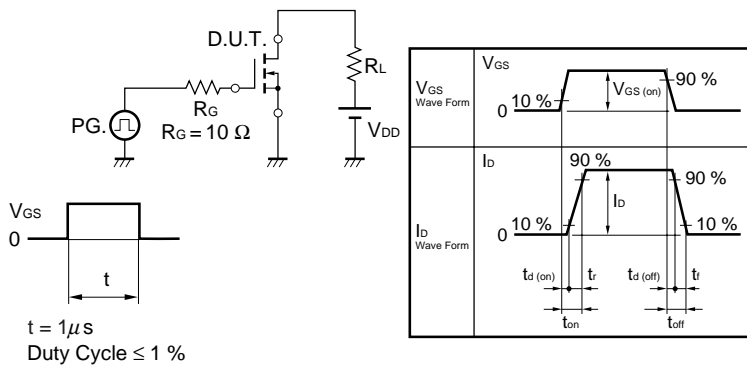 D.U.T.
RL
RG
PG.
RG = 10 Ω
VDD
VGS
0
t
t = 1μs
Duty Cycle ≤ 1 %
VGS
Wave Form
VGS
10 %
0
VGS (on)
90 %
ID
Wave Form
ID
90 %
90 %
ID
10 %
0
10 %
td (on)
tr
td (off)
tf
ton
toff